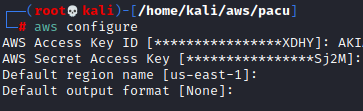 (root💀kali)-[/home/kali/aws/pacu]
# aws configure
AWS Access Key ID [****************XDHY]: AKI
AWS Secret Access Key [****************Sj2M]:
Default region name [us-east-1]:
Default output format [None]: